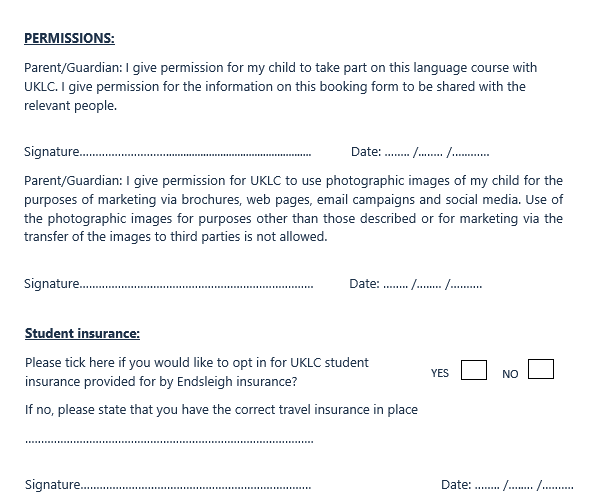 PERMISSIONS:
Parent/Guardian: I give permission for my child to take part on this language course with
UKLC. I give permission for the information on this booking form to be shared with the
relevant people.
Signature........................................................................... Date: ........ /........ /............
Parent/Guardian: I give permission for UKLC to use photographic images of my child for the
purposes of marketing via brochures, web pages, email campaigns and social media. Use of
the photographic images for purposes other than those described or for marketing via the
transfer of the images to third parties is not allowed.
Signature........................................................................... Date: ........ /........ /..........
Student insurance:
Please tick here if you would like to opt in for UKLC student
insurance provided for by Endsleigh insurance?
YES NO
If no, please state that you have the correct travel insurance in place
...............................................................................................
Signature........................................................................... Date: ........ /........ /..........